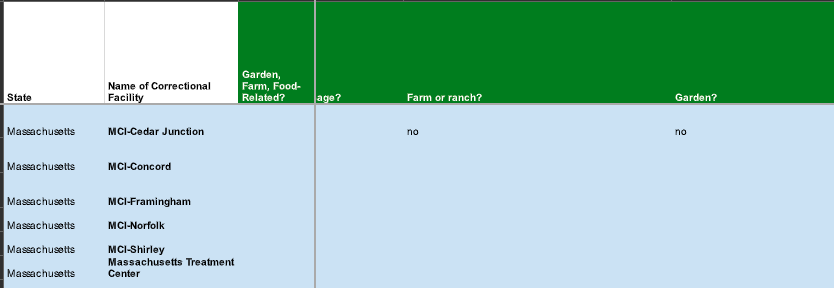 Garden,
Name of Correctional Farm, Food-
State Facility Related? age? Farm or ranch? Garden?
Massachusetts MCI-Cedar Junction no no
Massachusetts MCI-Concord
Massachusetts MCI-Framingham
Massachusetts MCI-Norfolk
Massachusetts MCI-Shirley
Massachusetts Treatment
Massachusetts Center